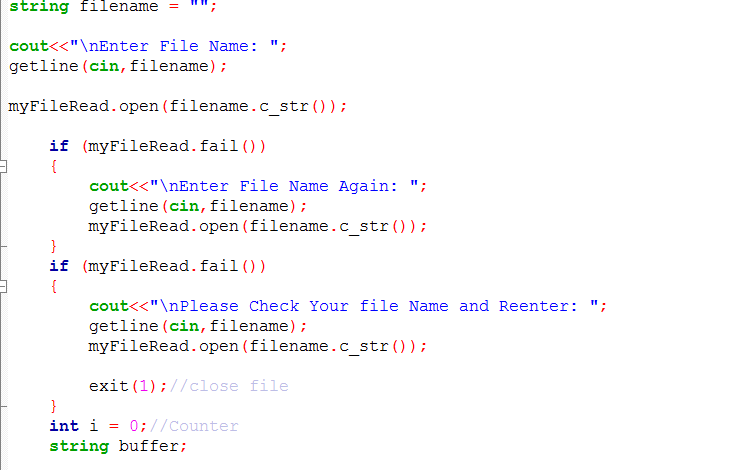 string filename = "";
cout<<"\nEnter File Name: ";
getline(cin,filename);
myFileRead.open(filename.c_str());
if (myFileRead.fail())
{
cout<<"\nEnter File Name Again: ";
getline(cin,filename);
myFileRead.open(filename.c_str());
}
if (myFileRead.fail())
{
cout<<"\nPlease Check Your file Name and Reenter: ";
getline(cin,filename);
myFileRead.open(filename.c_str());
exit(1);//close file
}
int i = 0;//Counter
string buffer;